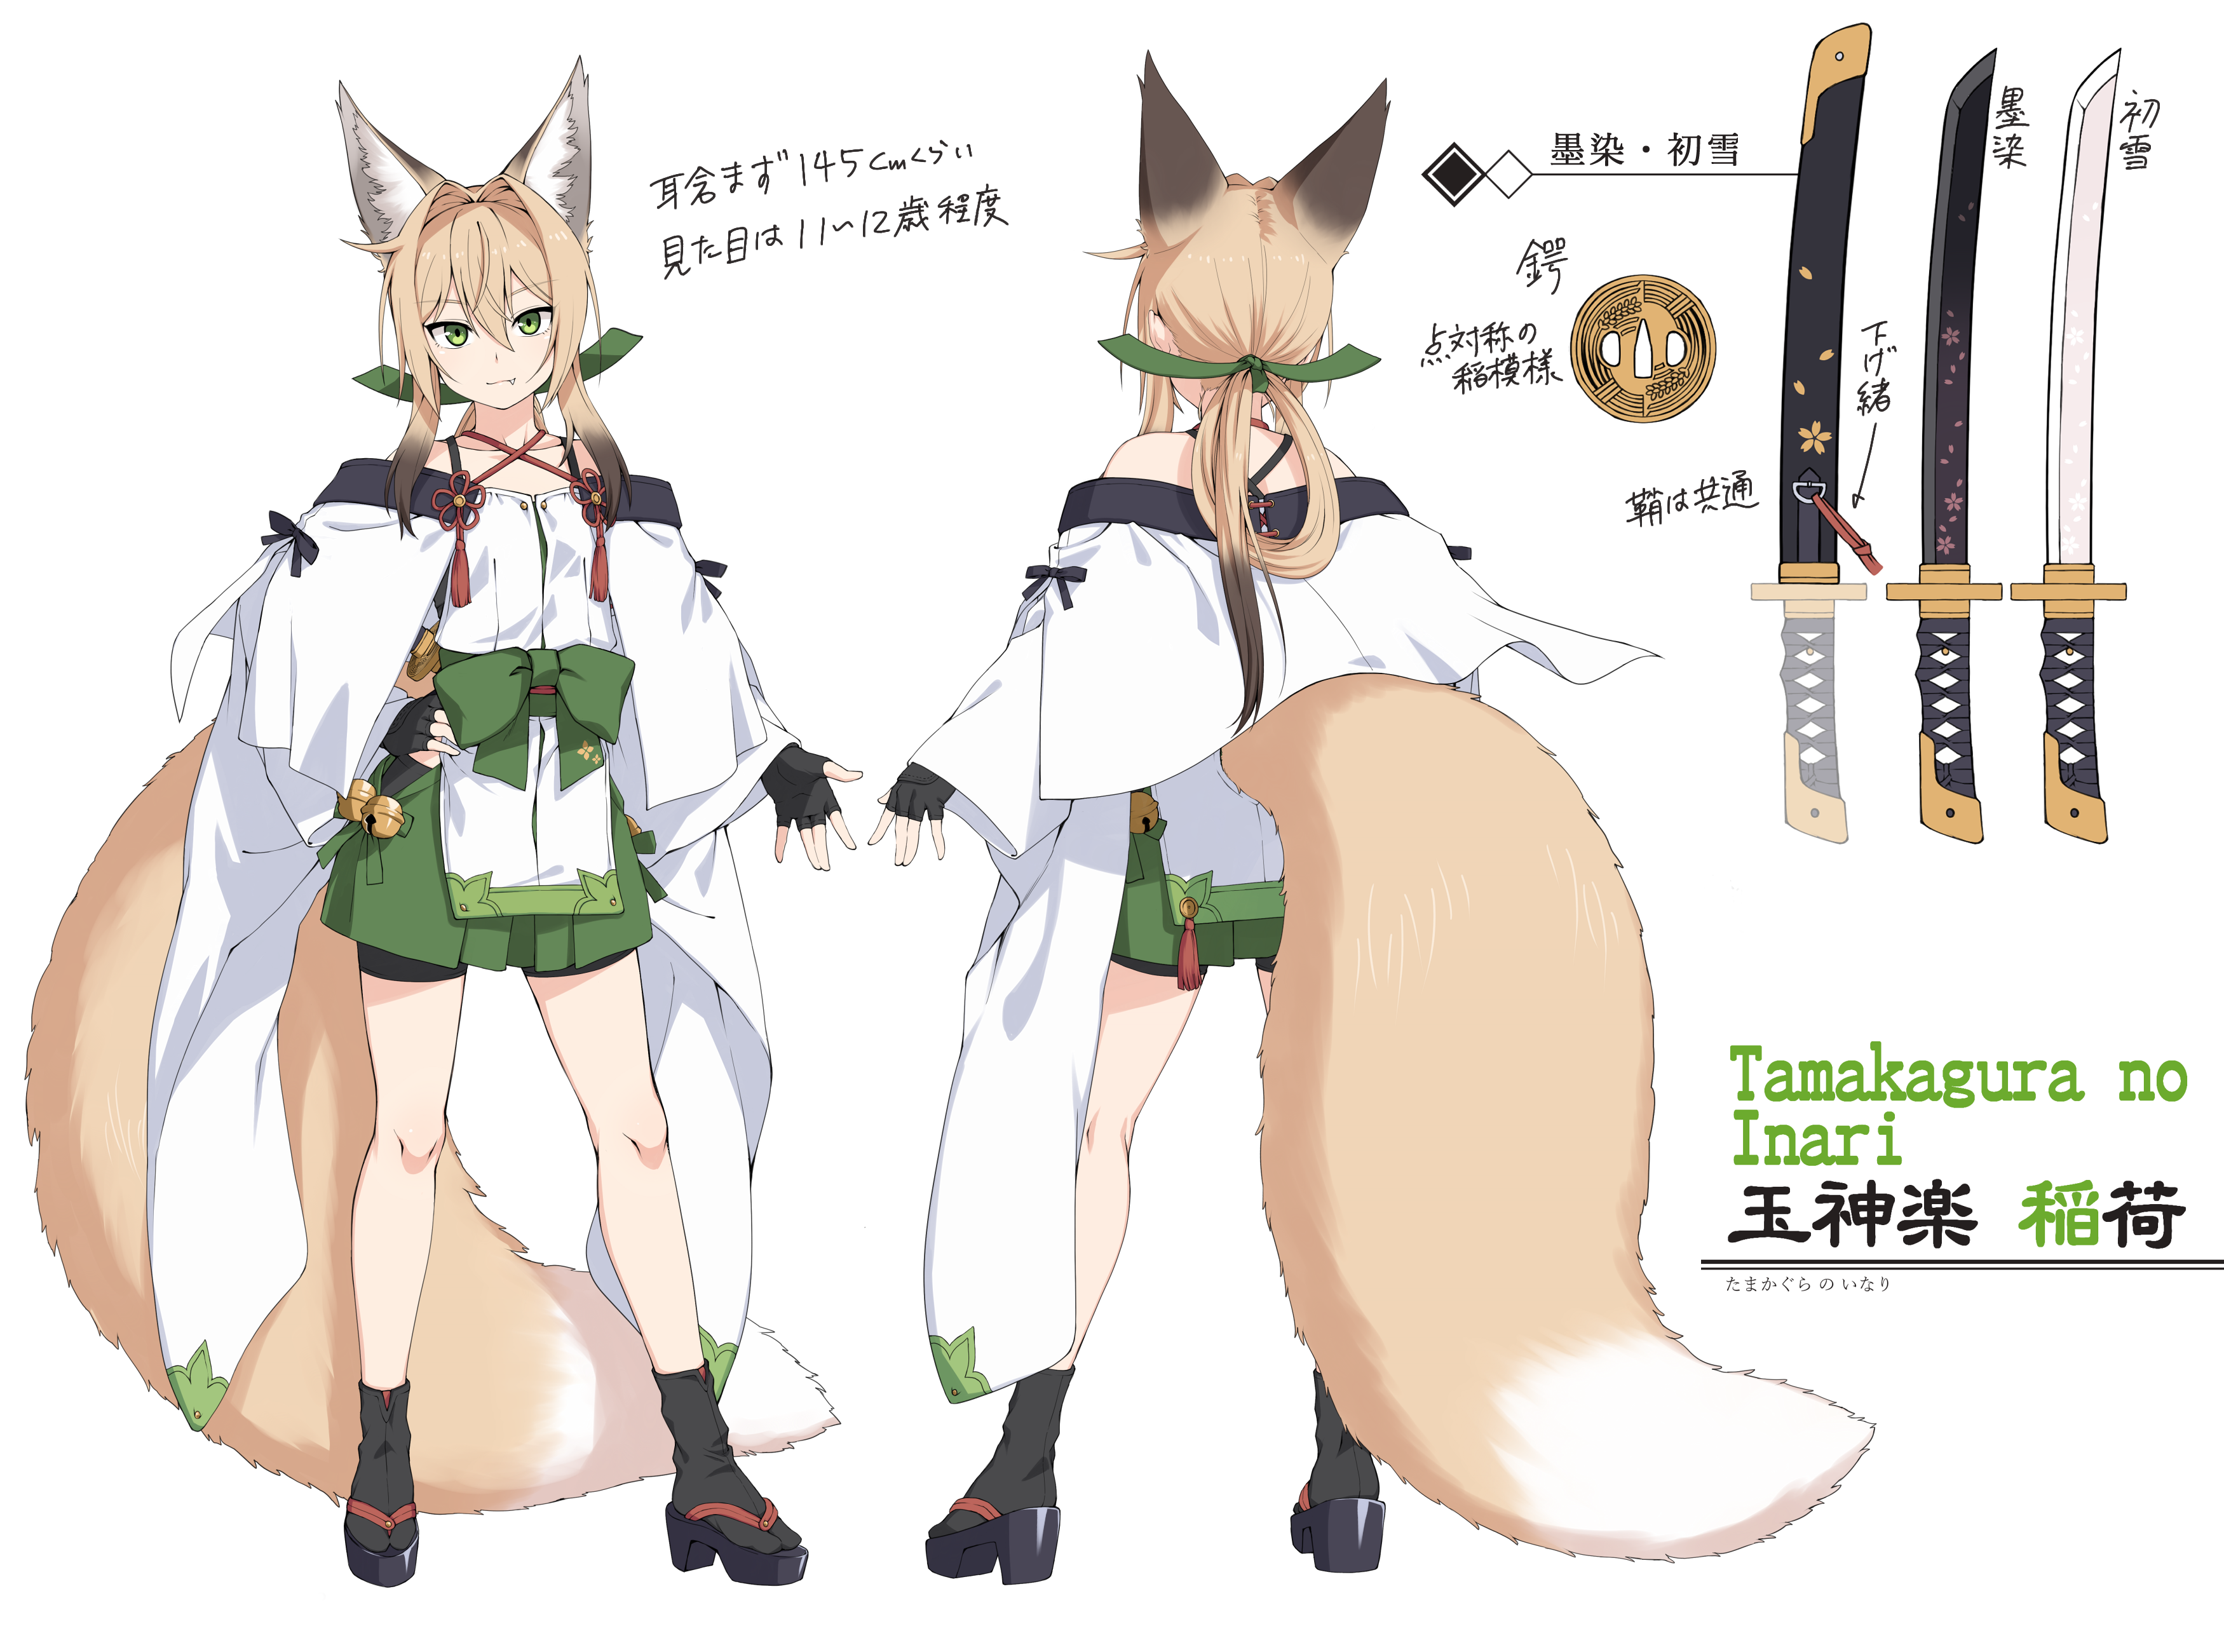 耳含まず145cmくらい
見た目は11〜12歳程度
墨染・初雪
墨染
初雪
鍔
点対称の
稲模様
下げ緒
鞘は共通
Tamakagura no
Inari
玉神楽 稲荷
たまかぐら の いなり